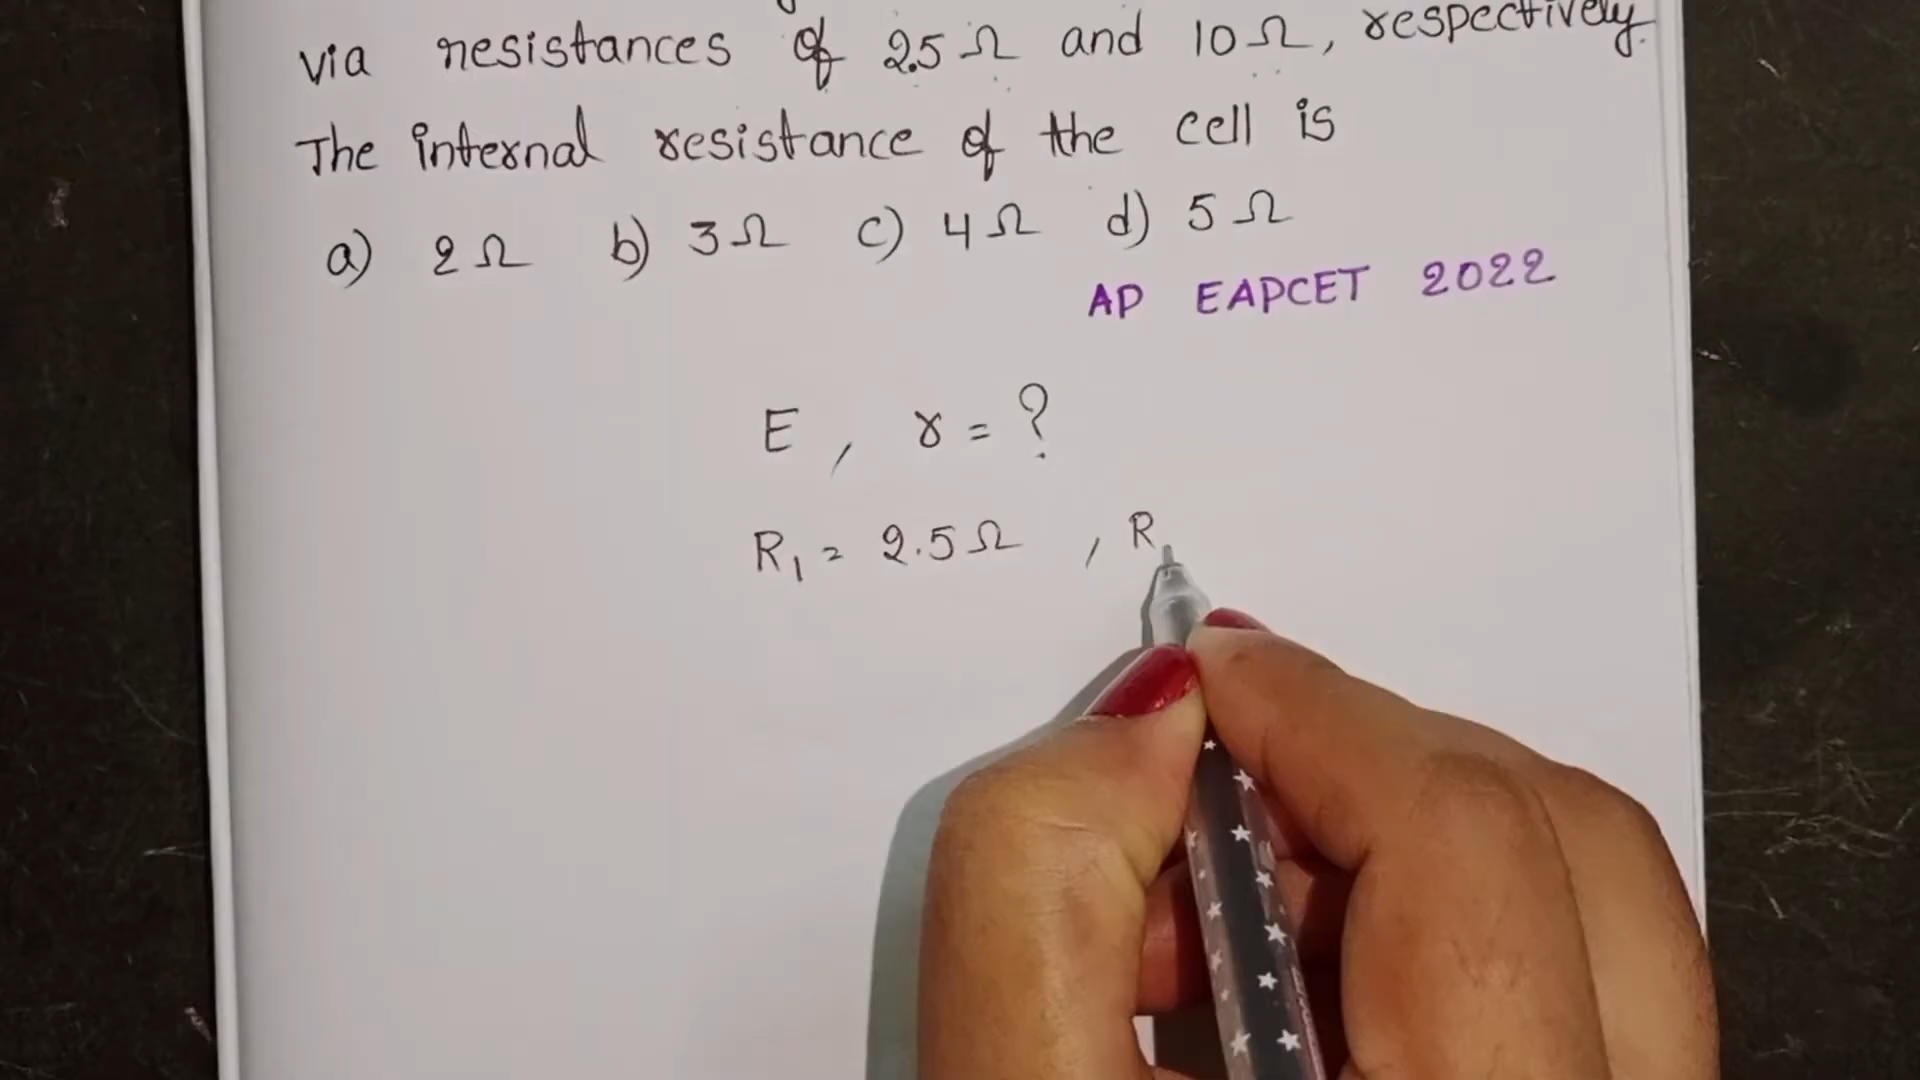 via resistances of 2.5 Ω and 10 Ω, respectively.
The internal resistance of the cell is
a) 2 Ω b) 3 Ω c) 4 Ω d) 5 Ω
AP EAPCET 2022
E , r = ?
R₁ = 2.5 Ω , R